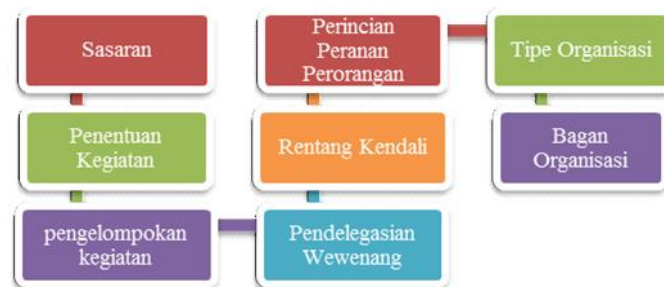 Sasaran
Penentuan
Kegiatan
pengelompokan
kegiatan
Pendelegasian
Wewenang
Rentang Kendali
Perincian
Peranan
Perorangan
Tipe Organisasi
Bagan
Organisasi